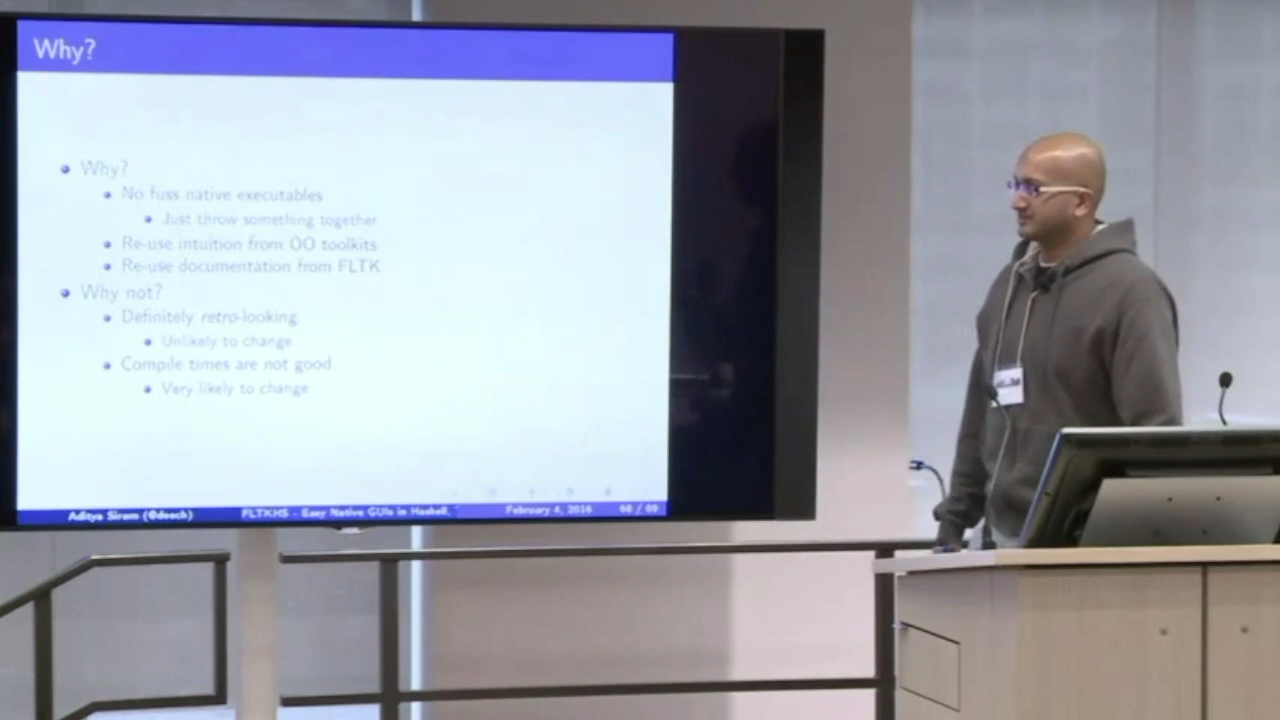 Why?
Why?
No fuss native executables
Just throw something together
Re-use intuition from OO toolkits
Re-use documentation from FLTK
Why not?
Definitely retro-looking
Unlikely to change
Compile times are not good
Very likely to change
Aditya Siram (@deech) FLTKHS - Easy Native GUIs in Haskell, February 4, 2016 68 / 69